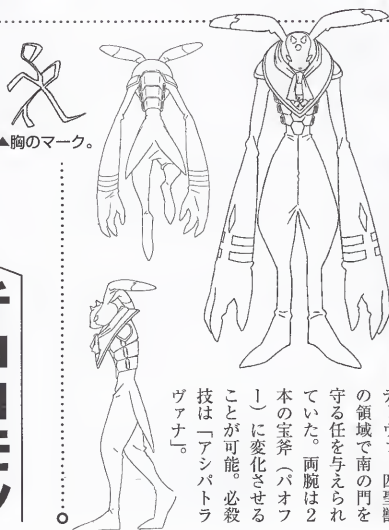 ▲胸のマーク。
四聖獣
の領域で南の門を
守る任を与えられ
ていた。両腕は2
本の宝斧（パオフ
ー）に変化させる
ことが可能。必殺
技は「アシパトラ
ヴァナ」。